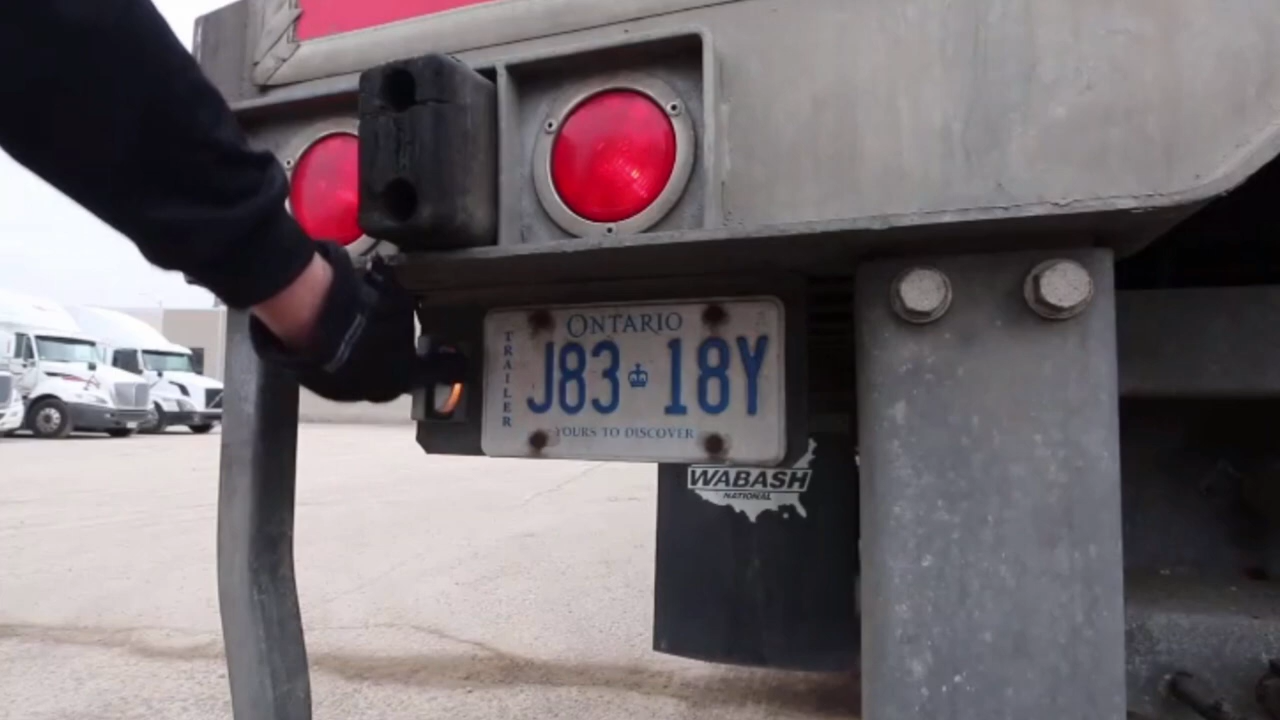 ONTARIO
TRAILER
J83 18Y
YOURS TO DISCOVER
WABASH
NATIONAL